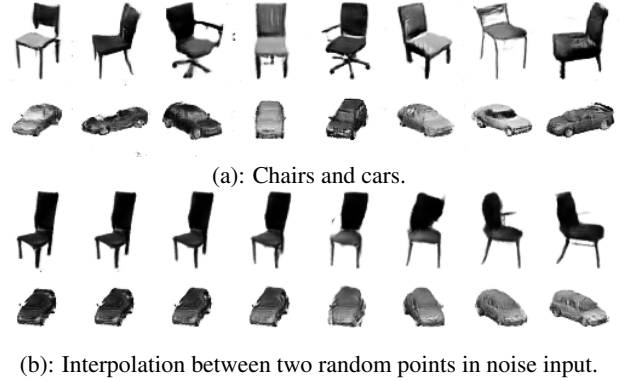 (a): Chairs and cars.
(b): Interpolation between two random points in noise input.